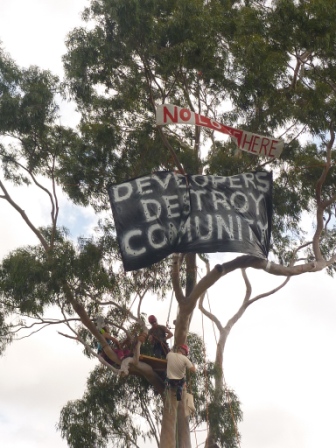 NO HERE
DEVELOPERS
DESTROY
COMMUNITY